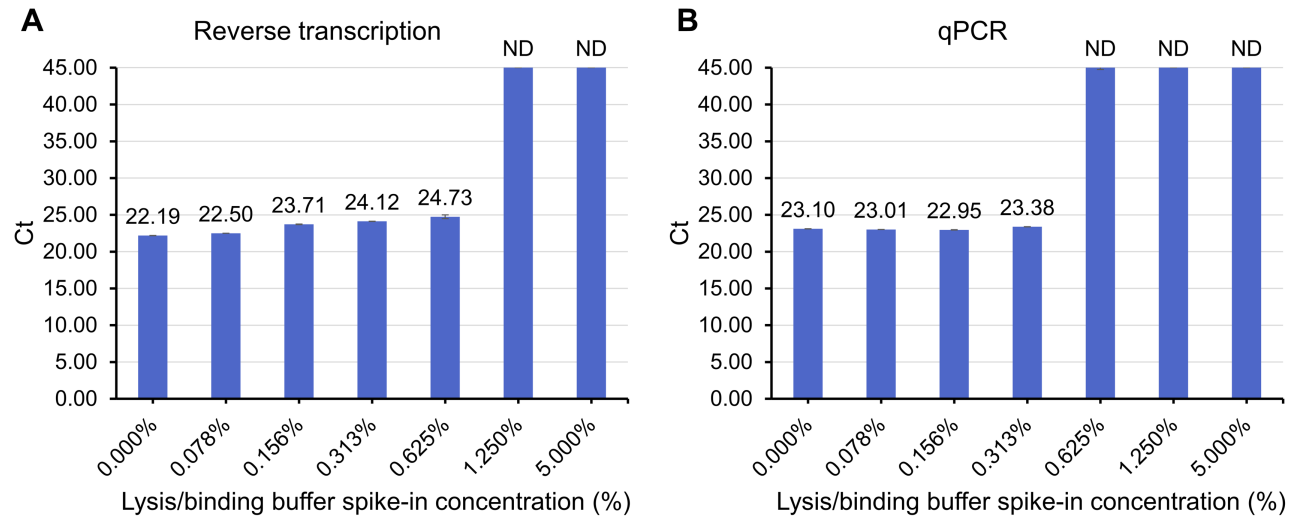 A
Reverse transcription
ND ND
45.00
40.00
35.00
30.00
25.00
20.00
15.00
10.00
5.00
0.00
Ct
22.19 22.50 23.71 24.12 24.73
0.000% 0.078% 0.156% 0.313% 0.625% 1.250% 5.000%
Lysis/binding buffer spike-in concentration (%)
B
qPCR
ND ND ND
45.00
40.00
35.00
30.00
25.00
20.00
15.00
10.00
5.00
0.00
Ct
23.10 23.01 22.95 23.38
0.000% 0.078% 0.156% 0.313% 0.625% 1.250% 5.000%
Lysis/binding buffer spike-in concentration (%)